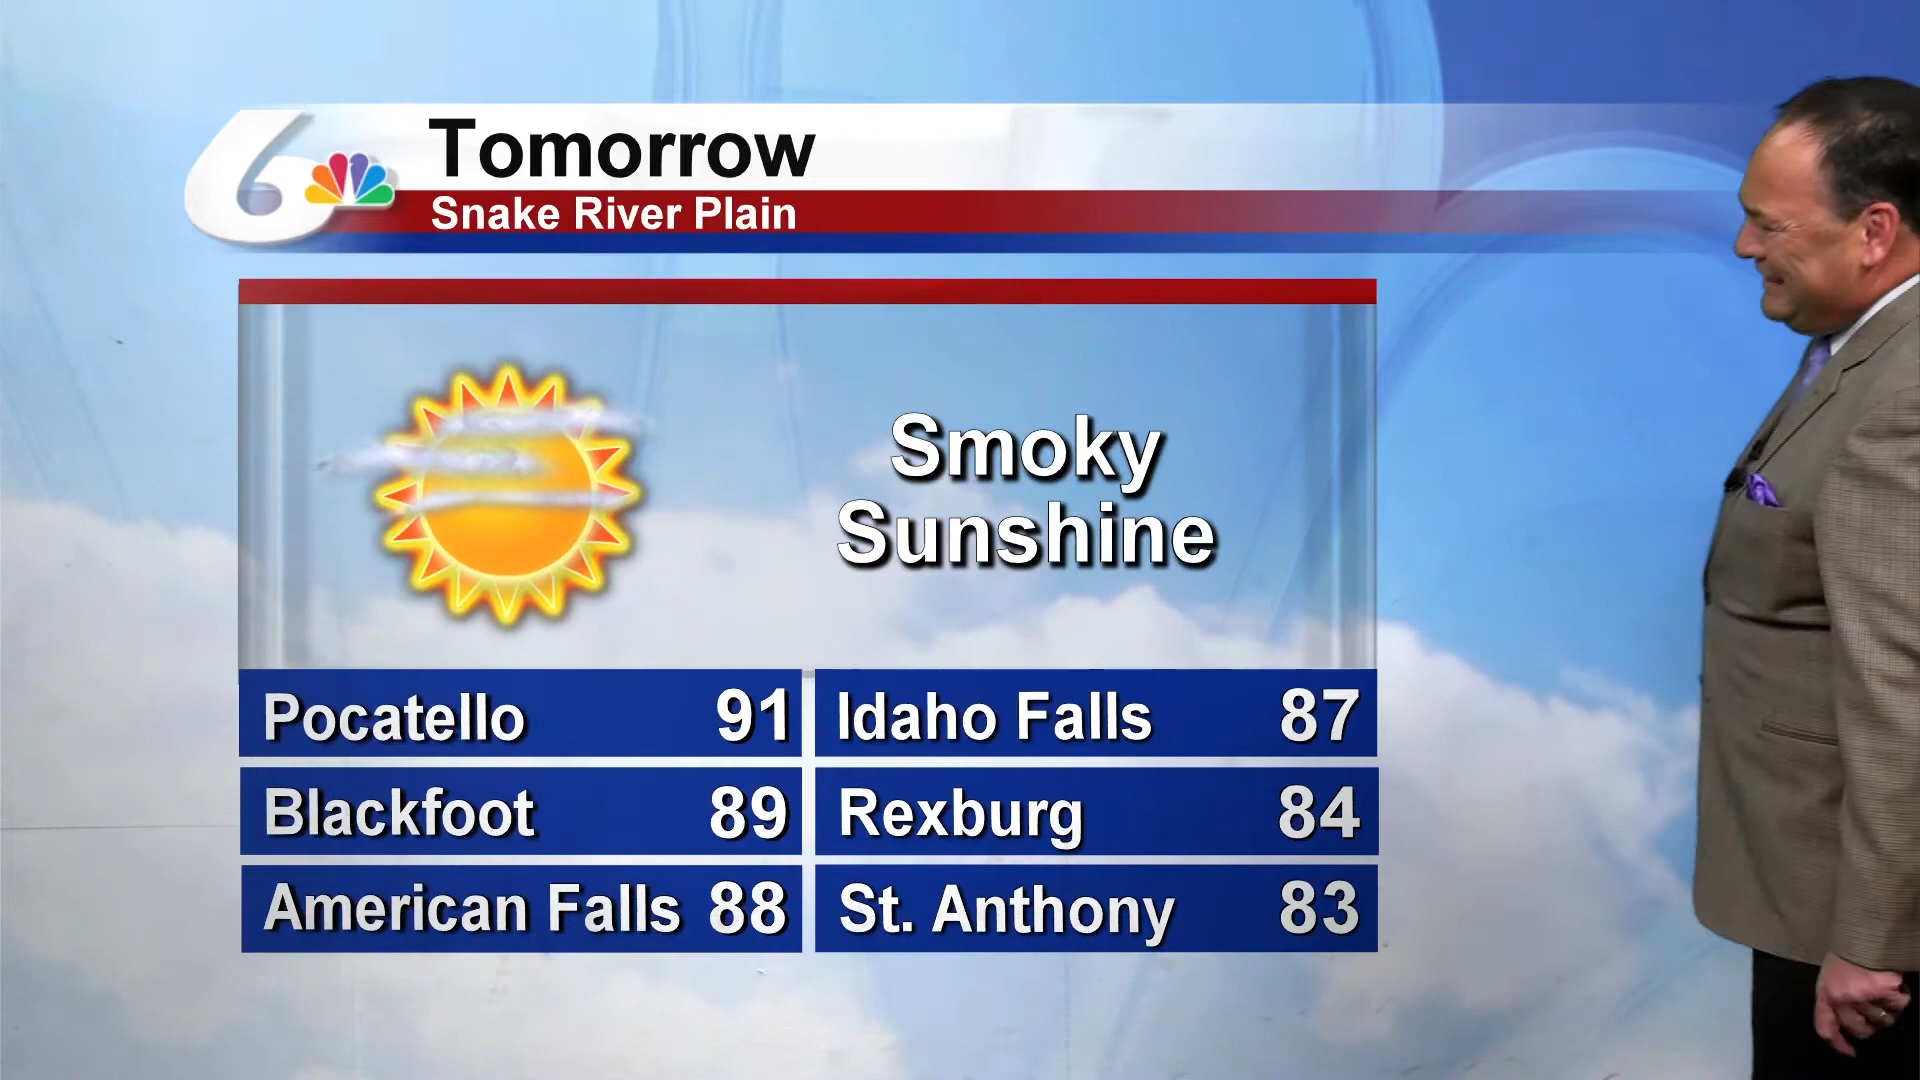 6
Tomorrow
Snake River Plain
Smoky
Sunshine
Pocatello 91
Idaho Falls 87
Blackfoot 89
Rexburg 84
American Falls 88
St. Anthony 83